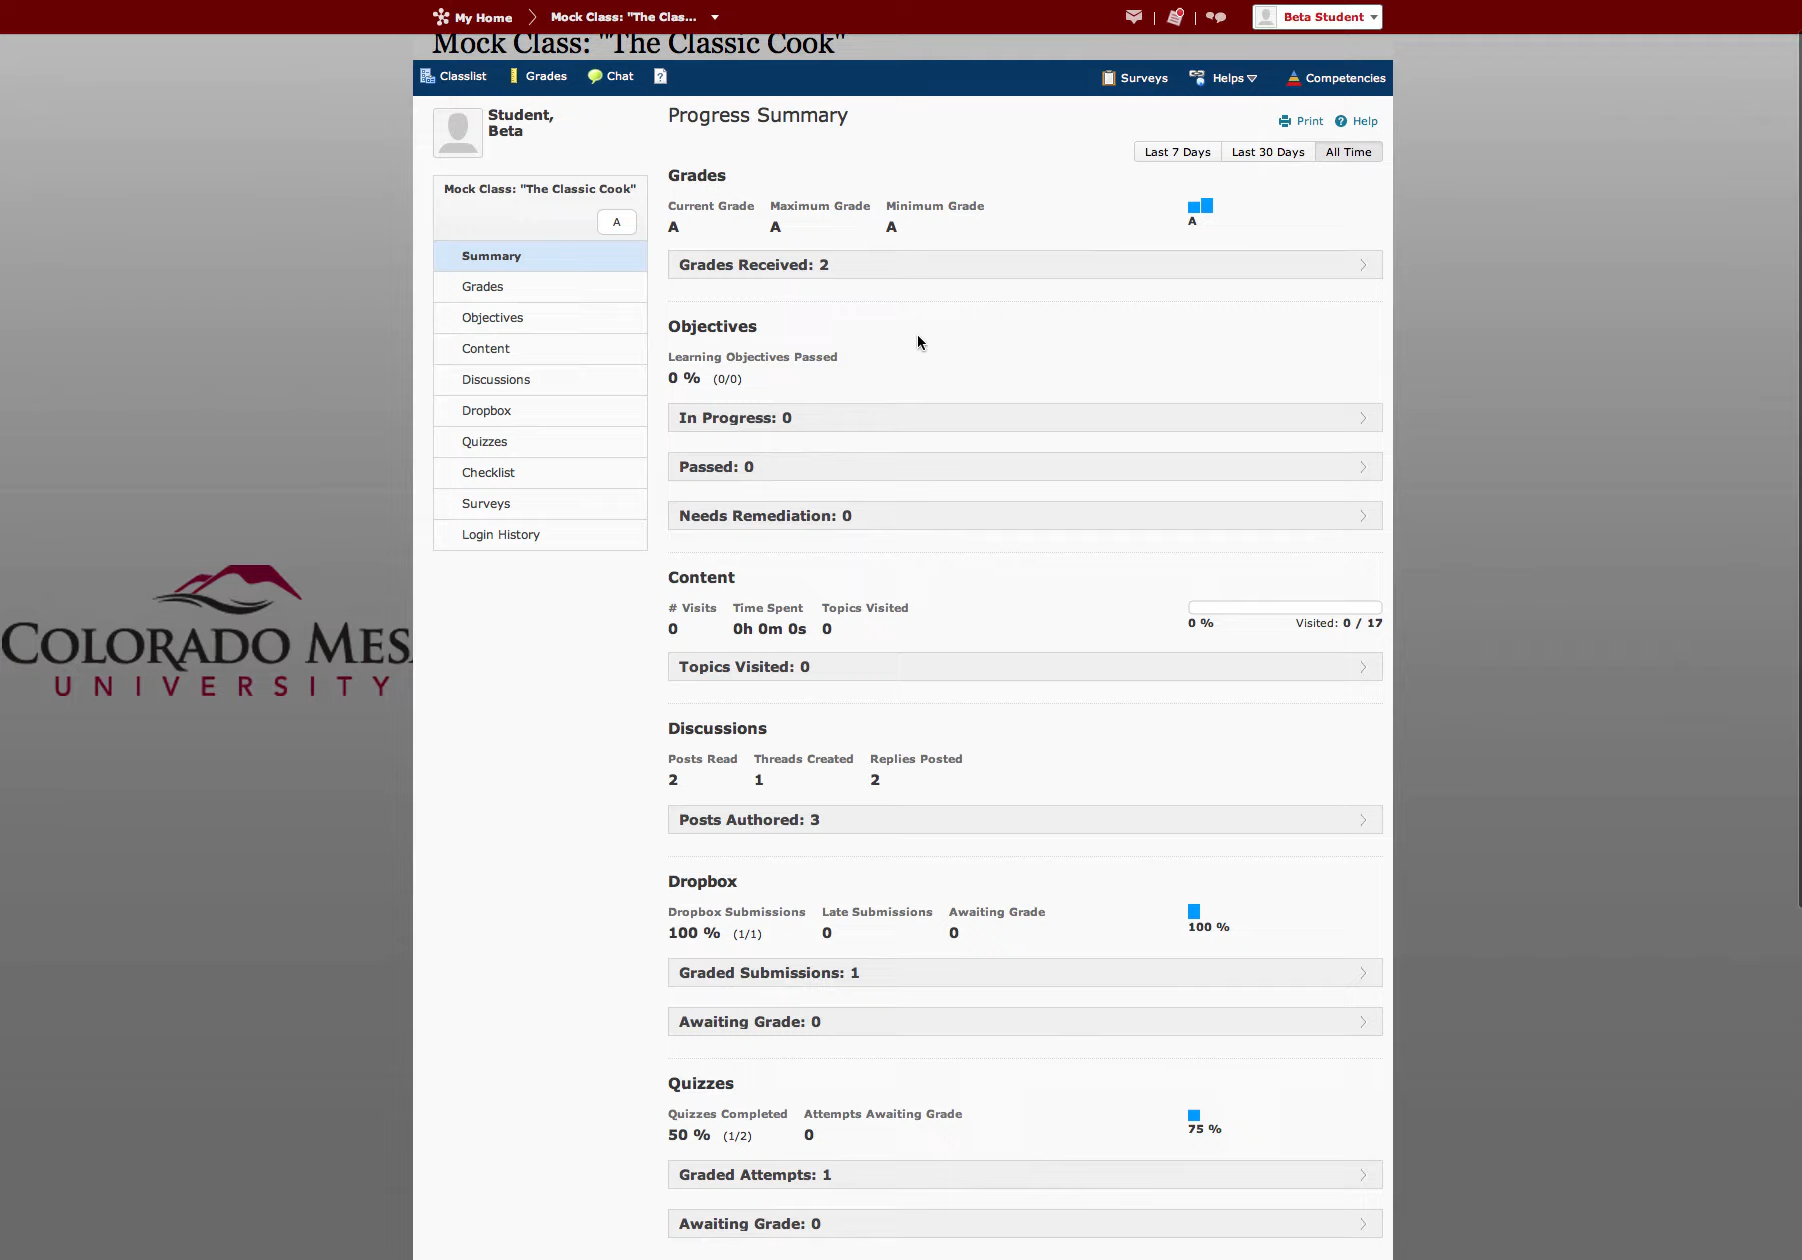 My Home
Mock Class: "The Clas...
Beta Student
Mock Class: "The Classic Cook"
Classlist
Grades
Chat
?
Surveys
Helps
Competencies
Student,
Beta
Mock Class: "The Classic Cook"
A
Summary
Grades
Objectives
Content
Discussions
Dropbox
Quizzes
Checklist
Surveys
Login History
COLORADO MESA
UNIVERSITY
Progress Summary
Print
? Help
Last 7 Days
Last 30 Days
All Time
Grades
Current Grade Maximum Grade Minimum Grade
A A A
A
Grades Received: 2
Objectives
Learning Objectives Passed
0 % (0/0)
In Progress: 0
Passed: 0
Needs Remediation: 0
Content
# Visits Time Spent Topics Visited
0 0h 0m 0s 0
0 % Visited: 0 / 17
Topics Visited: 0
Discussions
Posts Read Threads Created Replies Posted
2 1 2
Posts Authored: 3
Dropbox
Dropbox Submissions Late Submissions Awaiting Grade
100 % (1/1) 0 0
100 %
Graded Submissions: 1
Awaiting Grade: 0
Quizzes
Quizzes Completed Attempts Awaiting Grade
50 % (1/2) 0
75 %
Graded Attempts: 1
Awaiting Grade: 0